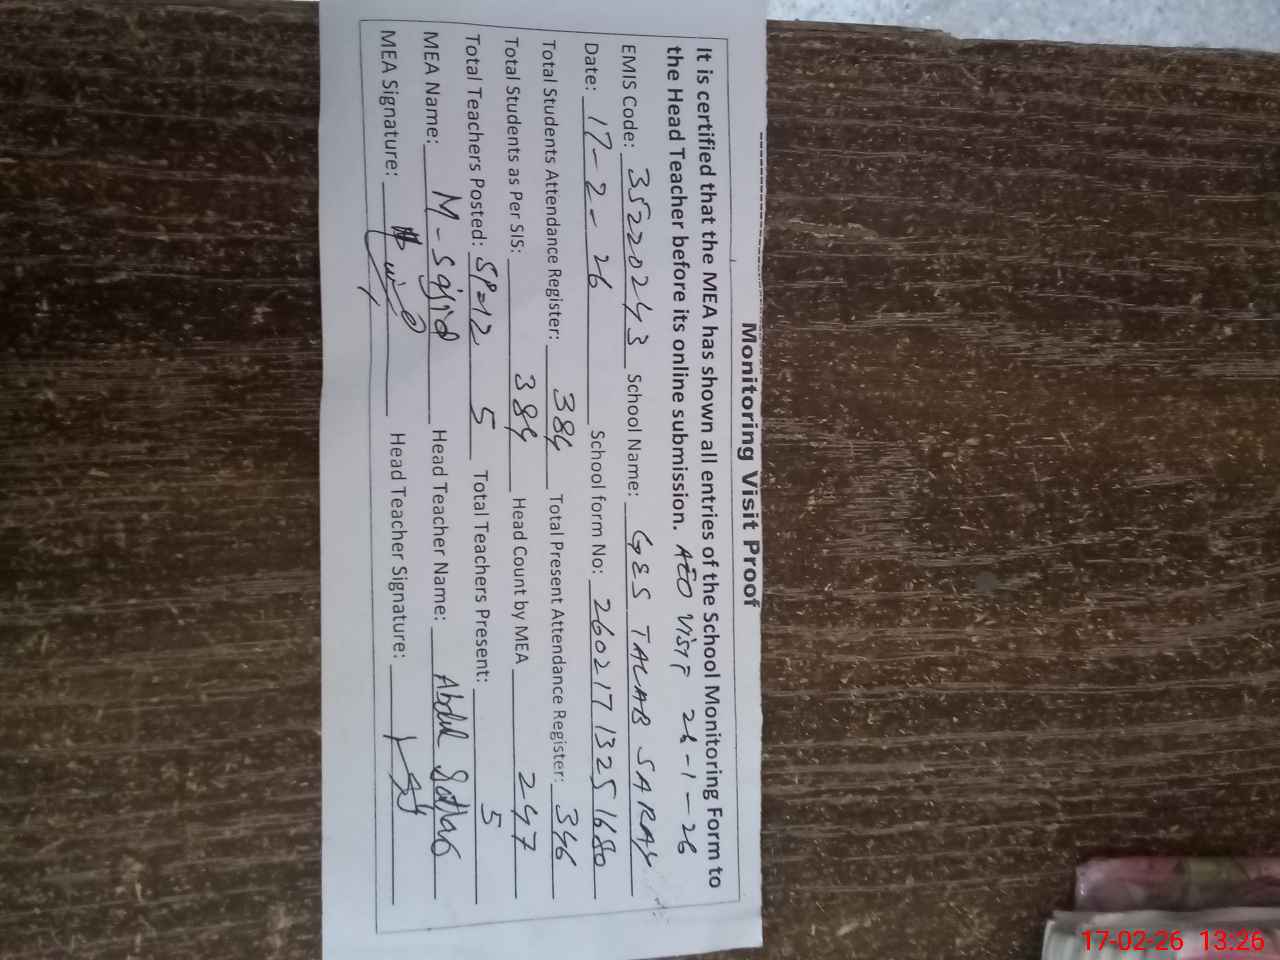 Monitoring Visit Proof
It is certified that the MEA has shown all entries of the School Monitoring Form to
the Head Teacher before its online submission. AEO Visit 26-1-26
EMIS Code: 35220243 School Name: GES TALAB SARAY
Date: 17-2-26 School form No: 260217 1325 1680
Total Students Attendance Register: 384 Total Present Attendance Register: 346
Total Students as Per SIS: 384 Head Count by MEA 247
Total Teachers Posted: 5 Total Teachers Present: 5
MEA Name: M-Sajid Head Teacher Name: Abdul Sattar
MEA Signature: Head Teacher Signature:
17-02-26 13:26